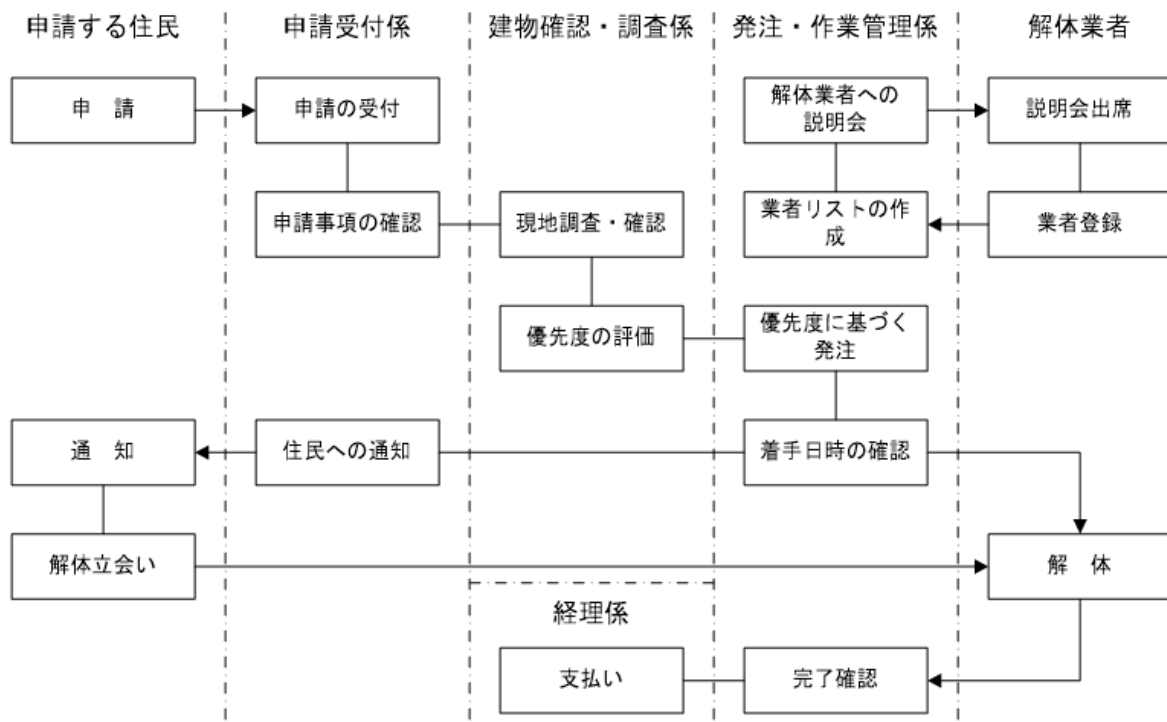 申請する住民
申請受付係
建物確認・調査係
発注・作業管理係
解体業者
申　請
申請の受付
解体業者への
説明会
説明会出席
申請事項の確認
現地調査・確認
業者リストの作
成
業者登録
優先度の評価
優先度に基づく
発注
通　知
住民への通知
着手日時の確認
解体立会い
解　体
経理係
支払い
完了確認